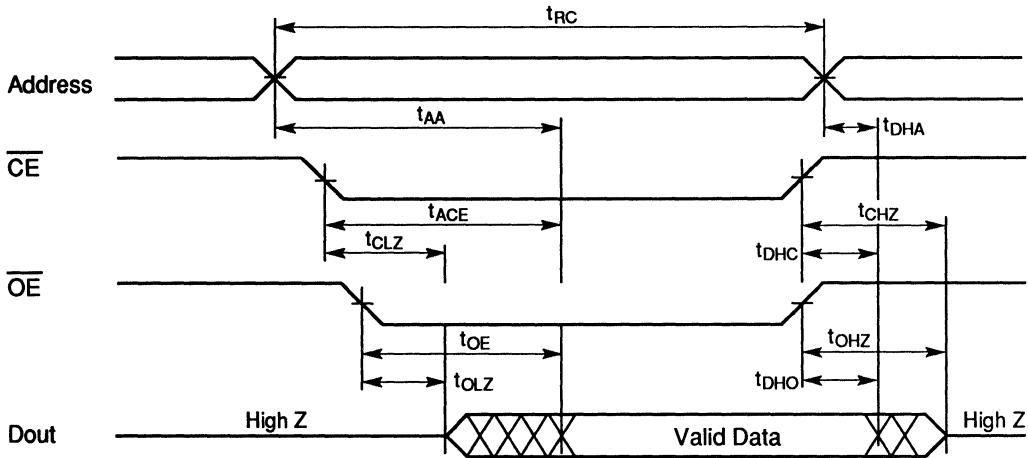 tRC
Address
tAA
tDHA
CE
tACE
tCHZ
tCLZ
tDHC
OE
tOE
tOHZ
tOLZ
tDHO
High Z
Dout
Valid Data
High Z